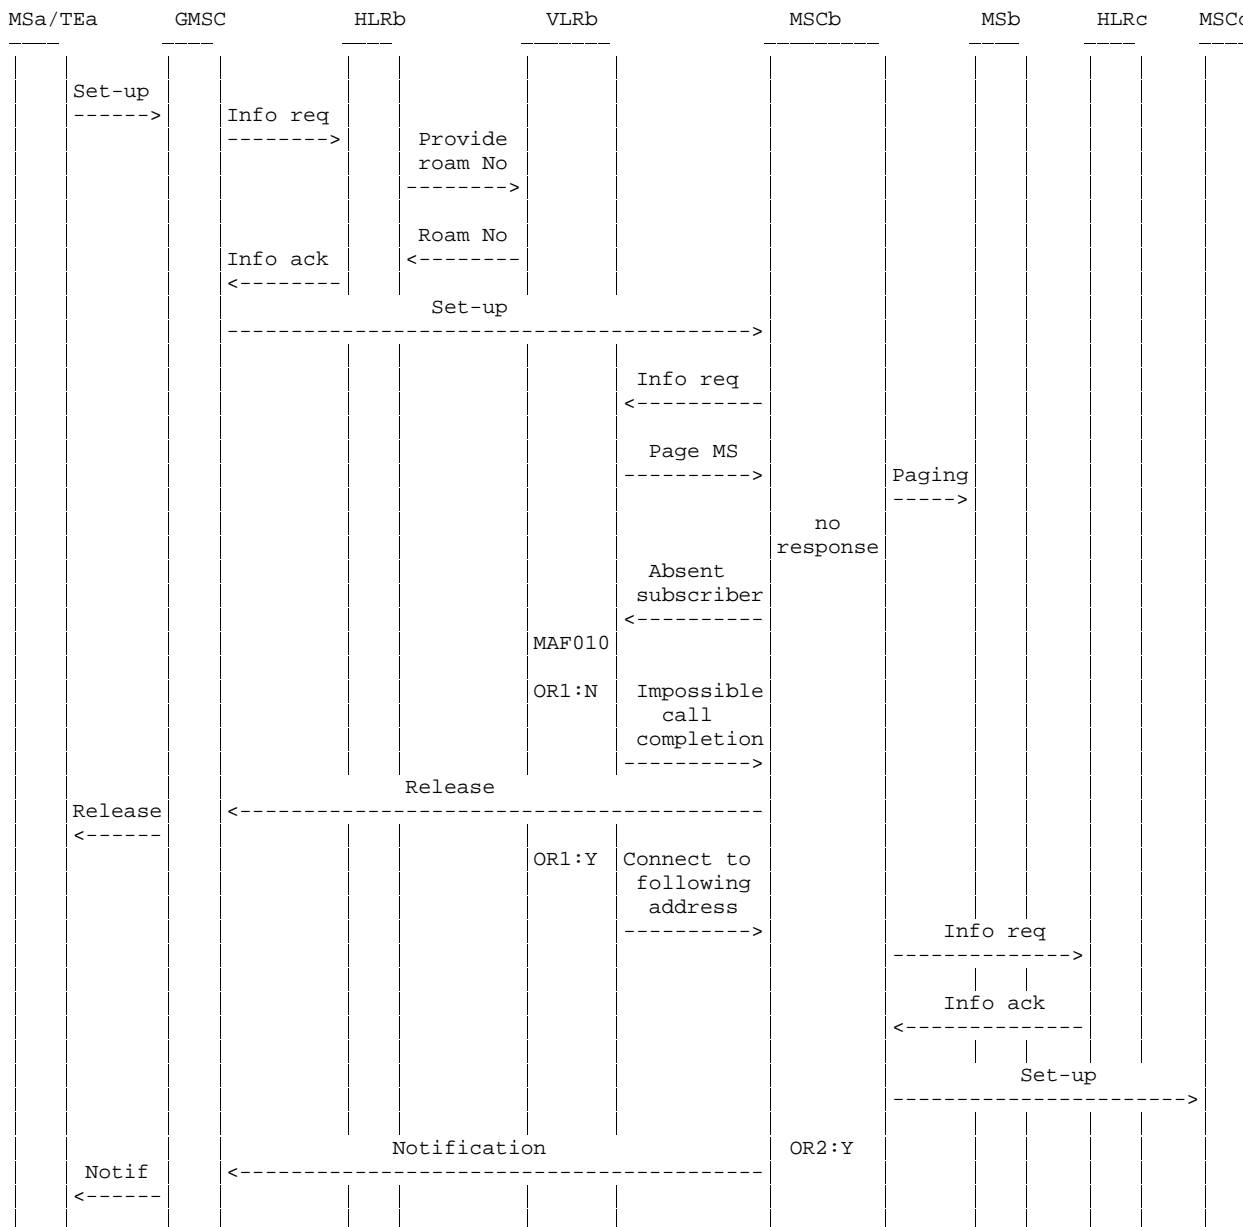 MSa/TEa GMSC HLRb VLRb MSCb MSb HLRc MSCc
Set-up
------>
Info req
-------->
Provide
roam No
-------->
Roam No
Info ack <--------
<--------
Set-up
----------------------------------------->
Info req
<----------
Page MS
----------> Paging
----->
no
response
Absent
subscriber
<----------
MAF010
OR1:N Impossible
call
completion
---------->
Release
Release <-----------------------------------------
<------
OR1:Y Connect to
following
address
---------->
Info req
-------------->
Info ack
<--------------
Set-up
----------------------->
Notification OR2:Y
Notif <-----------------------------------------
<------